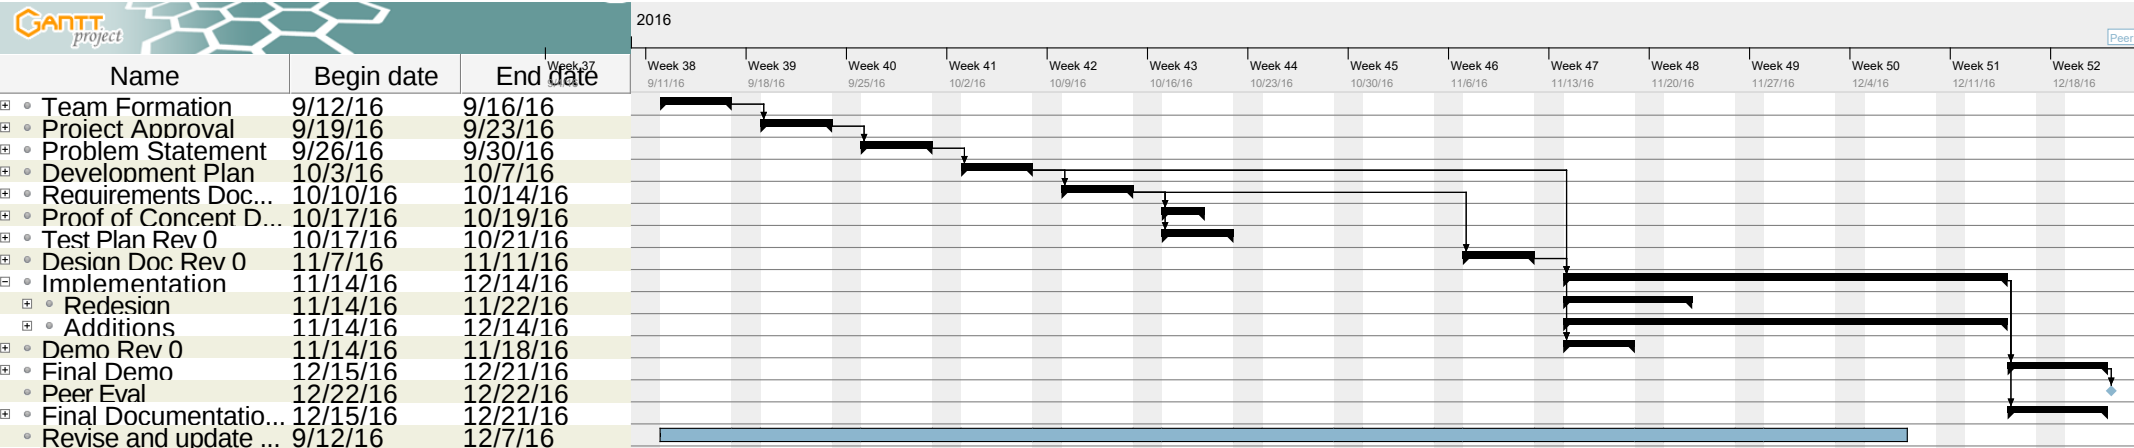 GANTT project
2016
Peer
Name Begin date End date
Week 37 Week 38 Week 39 Week 40 Week 41 Week 42 Week 43 Week 44 Week 45 Week 46 Week 47 Week 48 Week 49 Week 50 Week 51 Week 52
9/11/16 9/18/16 9/25/16 10/2/16 10/9/16 10/16/16 10/23/16 10/30/16 11/6/16 11/13/16 11/20/16 11/27/16 12/4/16 12/11/16 12/18/16
Team Formation 9/12/16 9/16/16
Project Approval 9/19/16 9/23/16
Problem Statement 9/26/16 9/30/16
Development Plan 10/3/16 10/7/16
Requirements Doc... 10/10/16 10/14/16
Proof of Concept D... 10/17/16 10/19/16
Test Plan Rev 0 10/17/16 10/21/16
Design Doc Rev 0 11/7/16 11/11/16
Implementation 11/14/16 12/14/16
Redesign 11/14/16 11/22/16
Additions 11/14/16 12/14/16
Demo Rev 0 11/14/16 11/18/16
Final Demo 12/15/16 12/21/16
Peer Eval 12/22/16 12/22/16
Final Documentatio... 12/15/16 12/21/16
Revise and update ... 9/12/16 12/7/16